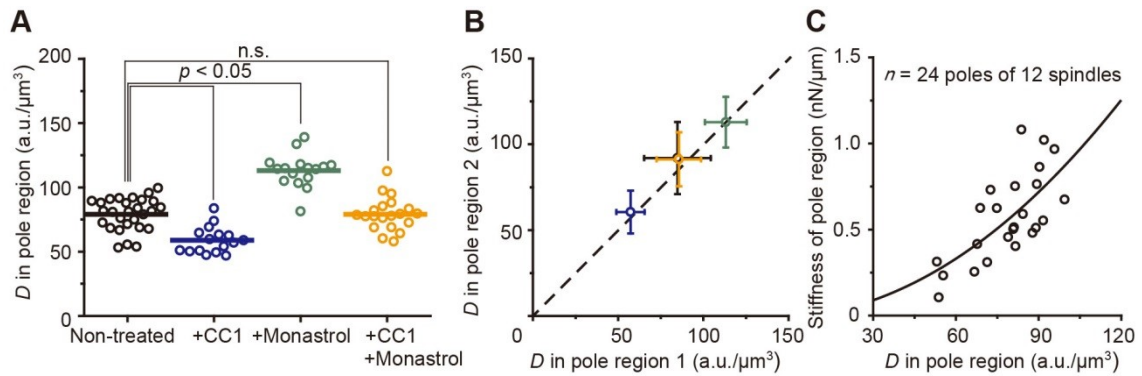 A
n.s.
p < 0.05
200
150
100
50
0
D in pole region (a.u./µm³)
Non-treated
+CC1
+Monastrol
+CC1
+Monastrol
B
150
100
50
0
D in pole region 2 (a.u./µm³)
0
50
100
150
D in pole region 1 (a.u./µm³)
C
n = 24 poles of 12 spindles
1.5
1.0
0.5
0
Stiffness of pole region (nN/µm)
30
60
90
120
D in pole region (a.u./µm³)